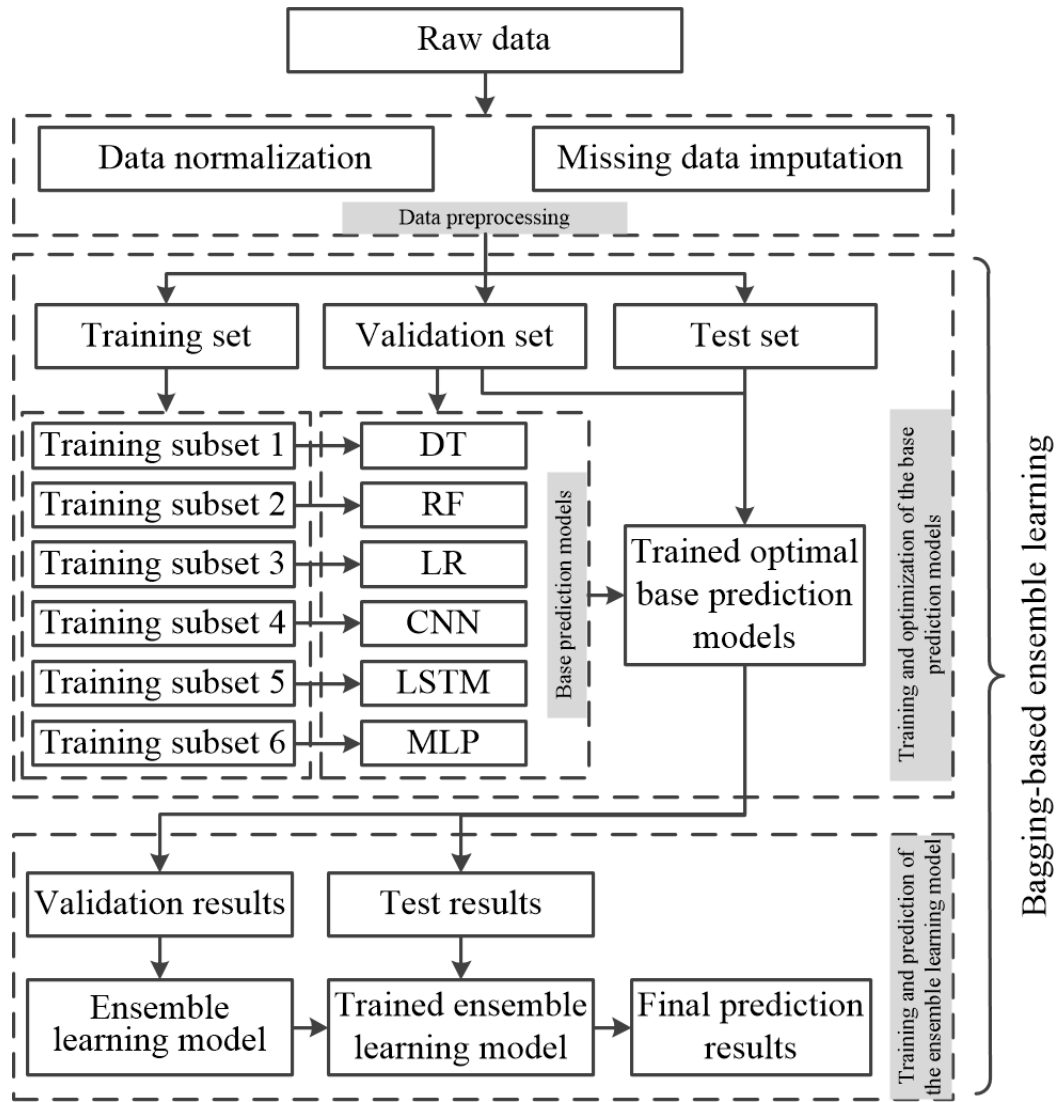 Raw data
Data normalization
Missing data imputation
Data preprocessing
Training set
Validation set
Test set
Training subset 1
DT
Training subset 2
RF
Training subset 3
LR
Training subset 4
CNN
Training subset 5
LSTM
Training subset 6
MLP
Base prediction models
Trained optimal
base prediction
models
Training and optimization of the base
prediction models
Validation results
Test results
Ensemble
learning model
Trained ensemble
learning model
Final prediction
results
Training and prediction of
the ensemble learning model
Bagging-based ensemble learning